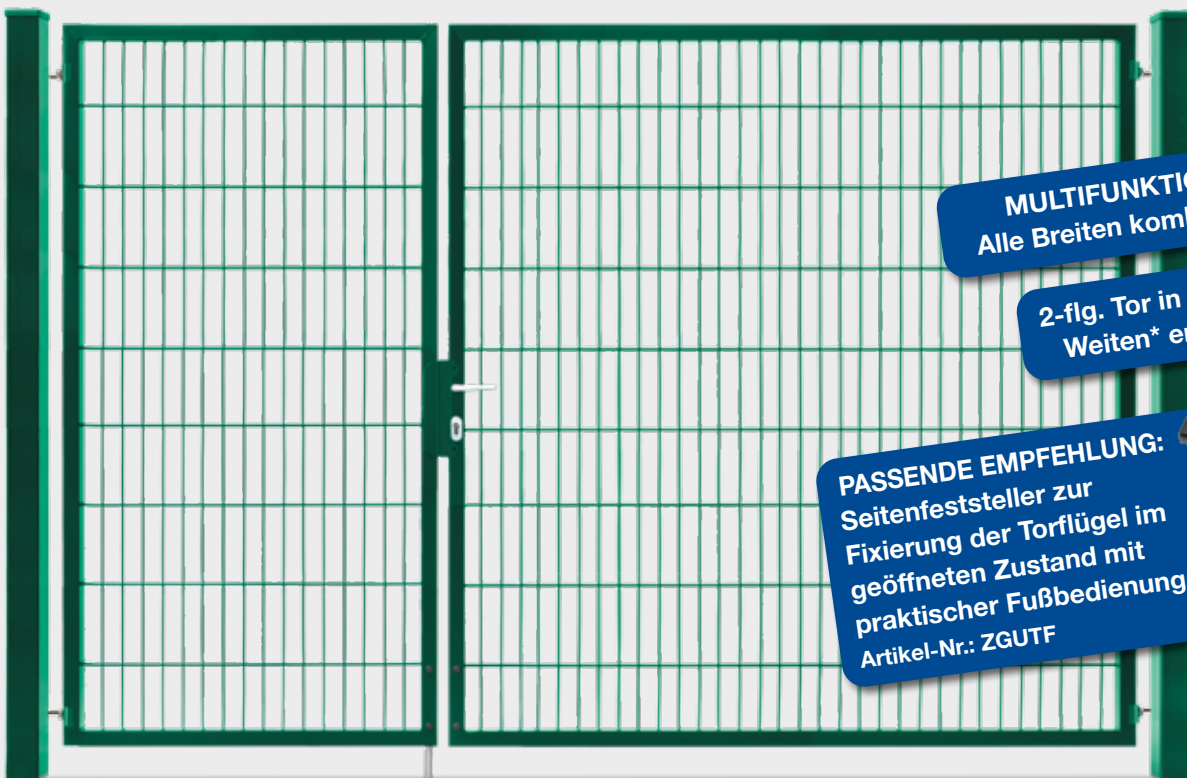 MULTIFUNKTIO
Alle Breiten kom
2-flg. Tor in
Weiten* e
PASSENDE EMPFEHLUNG:
Seitenfeststeller zur
Fixierung der Torflügel im
geöffneten Zustand mit
praktischer Fußbedienung
Artikel-Nr.: ZGUTF